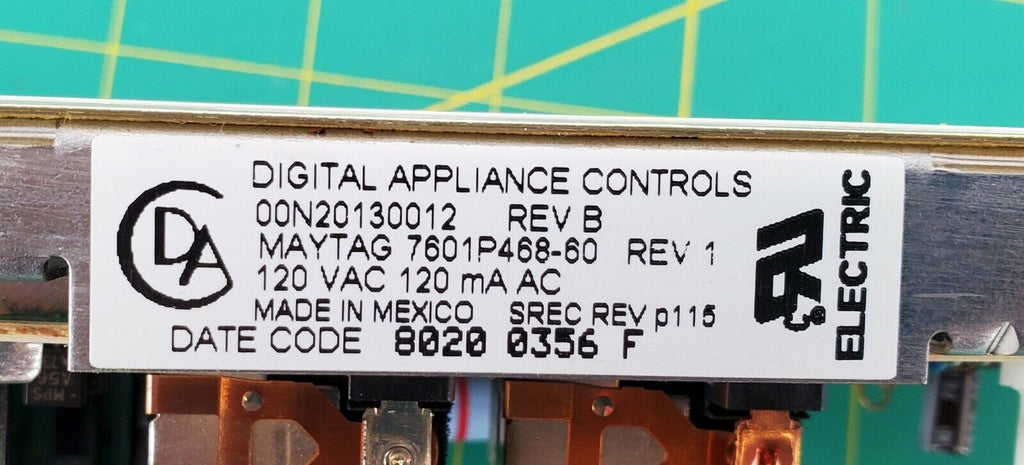 DIGITAL APPLIANCE CONTROLS
00N20130012 REV B
MAYTAG 7601P468-60 REV 1
120 VAC 120 mA AC
MADE IN MEXICO SREC REV p115
DATE CODE 8020 0356 F
CDA
ELECTRIC